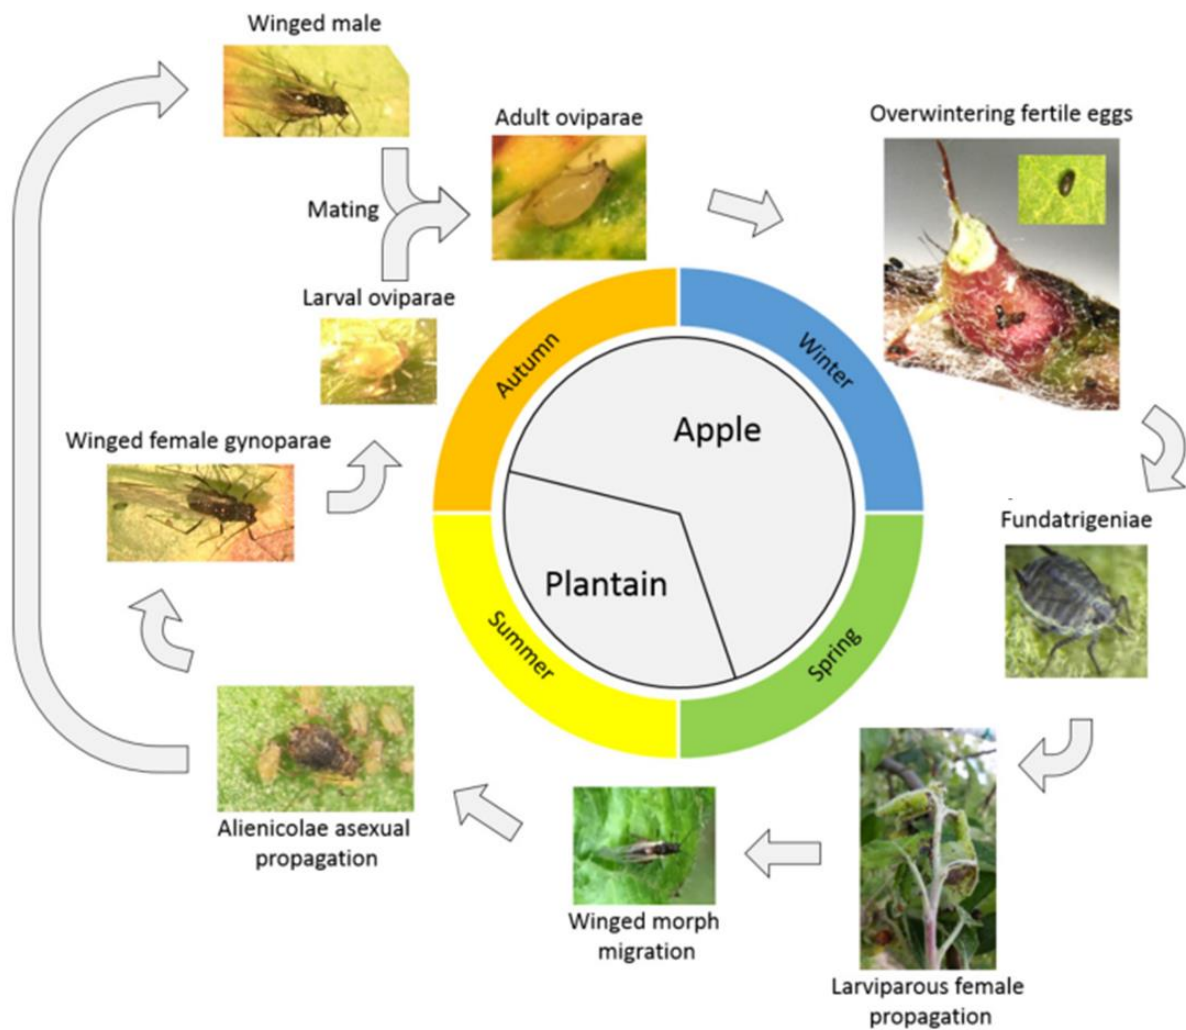 Winged male
Adult oviparae
Overwintering fertile eggs
Mating
Larval oviparae
Autumn
Winter
Apple
Winged female gynoparae
Fundatrigeniae
Plantain
Summer
Spring
Alienicolae asexual
propagation
Winged morph
migration
Larviparous female
propagation